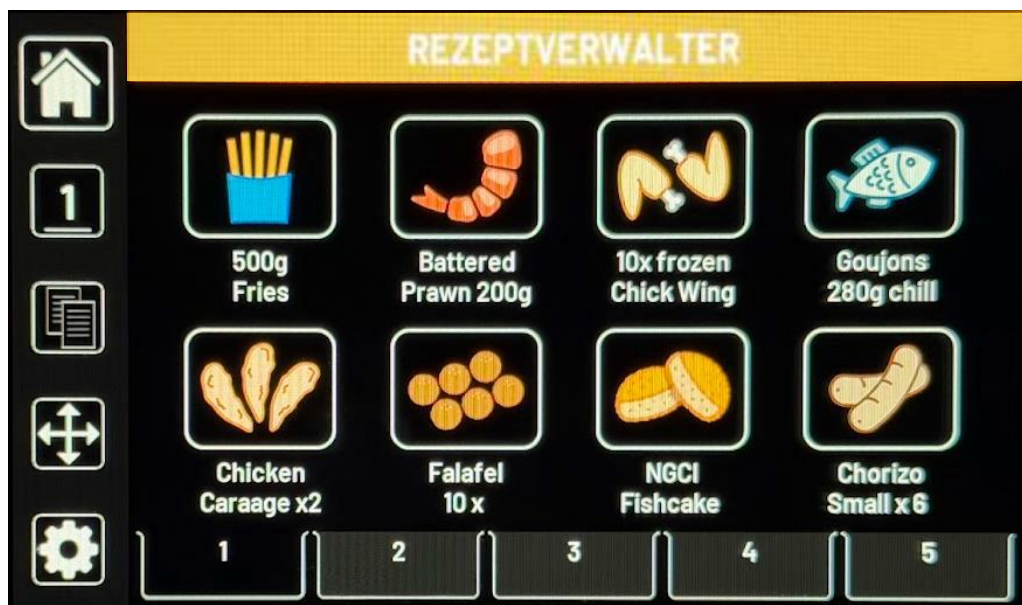 REZEPTVERWALTER
1
500g
Fries
Battered
Prawn 200g
10x frozen
Chick Wing
Goujons
280g chill
Chicken
Caraage x2
Falafel
10 x
NGCI
Fishcake
Chorizo
Small x 6
1
2
3
4
5